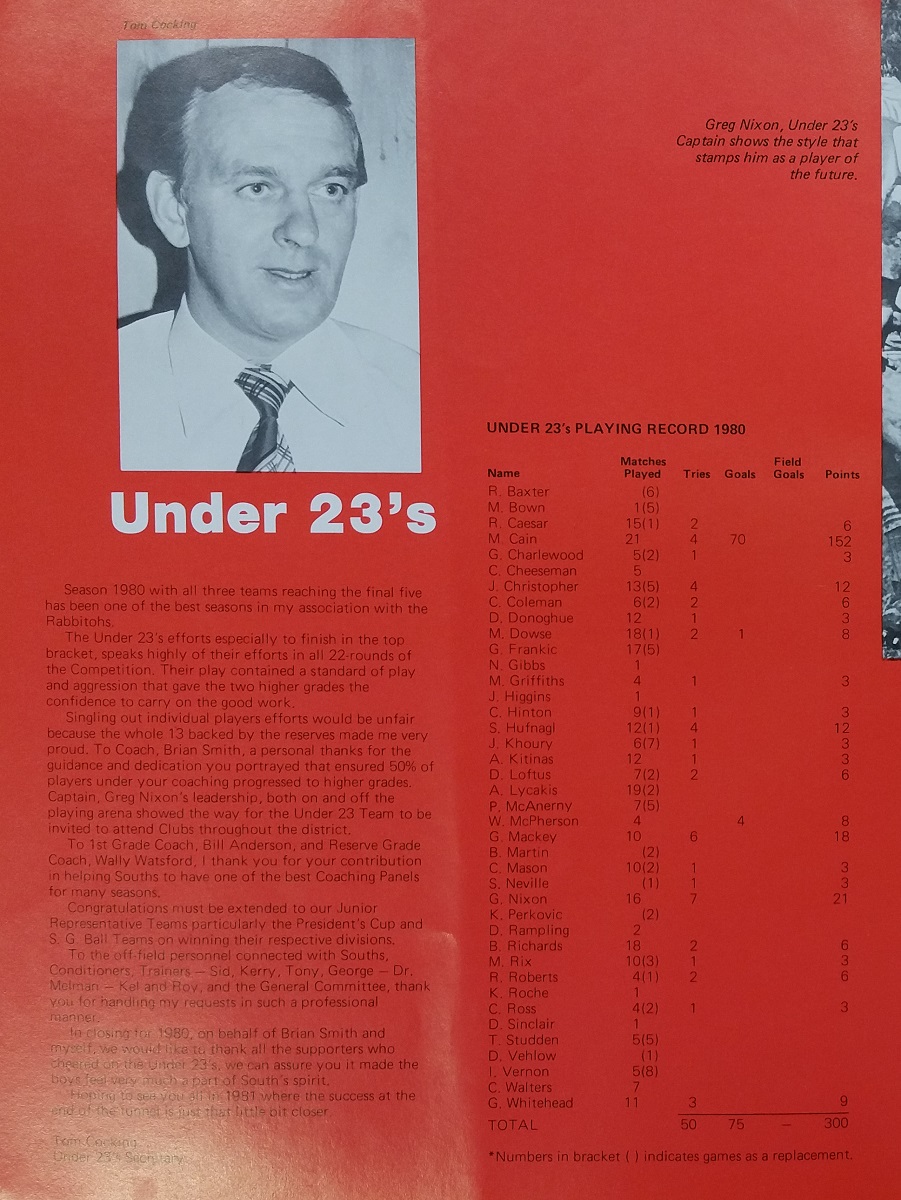 Tom Cocking
Greg Nixon, Under 23's
Captain shows the style that
stamps him as a player of
the future.
Under 23's
Season 1980 with all three teams reaching the final five
has been one of the best seasons in my association with the
Rabbitohs.
The Under 23's efforts especially to finish in the top
bracket, speaks highly of their efforts in all 22-rounds of
the Competition. Their play contained a standard of play
and aggression that gave the two higher grades the
confidence to carry on the good work.
Singling out individual players efforts would be unfair
because the whole 13 backed by the reserves made me very
proud. To Coach, Brian Smith, a personal thanks for the
guidance and dedication you portrayed that ensured 50% of
players under your coaching progressed to higher grades.
Captain, Greg Nixon's leadership, both on and off the
playing arena showed the way for the Under 23 Team to be
invited to attend Clubs throughout the district.
To 1st Grade Coach, Bill Anderson, and Reserve Grade
Coach, Wally Watsford, I thank you for your contribution
in helping Souths to have one of the best Coaching Panels
for many seasons.
Congratulations must be extended to our Junior
Representative Teams particularly the President's Cup and
S. G. Ball Teams on winning their respective divisions.
To the off-field personnel connected with Souths,
Conditioners, Trainers — Sid, Kerry, Tony, George — Dr.
Melman — Kel and Roy, and the General Committee, thank
you for handling my requests in such a professional
manner.
In closing for 1980, on behalf of Brian Smith and
myself, we would like to thank all the supporters who
cheered on the Under 23's, we can assure you it made the
boys feel very much a part of South's spirit.
Hoping to see you all in 1981 where the success at the
end of the tunnel is just that little bit closer.
Tom Cocking
Under 23's Secretary
UNDER 23's PLAYING RECORD 1980
Name Matches Played Tries Goals Field Goals Points
R. Baxter (6)
M. Bown 1(5)
R. Caesar 15(1) 2 6
M. Cain 21 4 70 152
G. Charlewood 5(2) 1 3
C. Cheeseman 5
J. Christopher 13(5) 4 12
C. Coleman 6(2) 2 6
D. Donoghue 12 1 3
M. Dowse 18(1) 2 1 8
G. Frankic 17(5)
N. Gibbs 1
M. Griffiths 4 1 3
J. Higgins 1
C. Hinton 9(1) 1 3
S. Hufnagl 12(1) 4 12
J. Khoury 6(7) 1 3
A. Kitinas 12 1 3
D. Loftus 7(2) 2 6
A. Lycakis 19(2)
P. McAnerny 7(5)
W. McPherson 4 4 8
G. Mackey 10 6 18
B. Martin (2)
C. Mason 10(2) 1 3
S. Neville (1) 1 3
G. Nixon 16 7 21
K. Perkovic (2)
D. Rampling 2
B. Richards 18 2 6
M. Rix 10(3) 1 3
R. Roberts 4(1) 2 6
K. Roche 1
C. Ross 4(2) 1 3
D. Sinclair 1
T. Studden 5(5)
D. Vehlow (1)
I. Vernon 5(8)
C. Walters 7
G. Whitehead 11 3 9
TOTAL 50 75 — 300
*Numbers in bracket ( ) indicates games as a replacement.